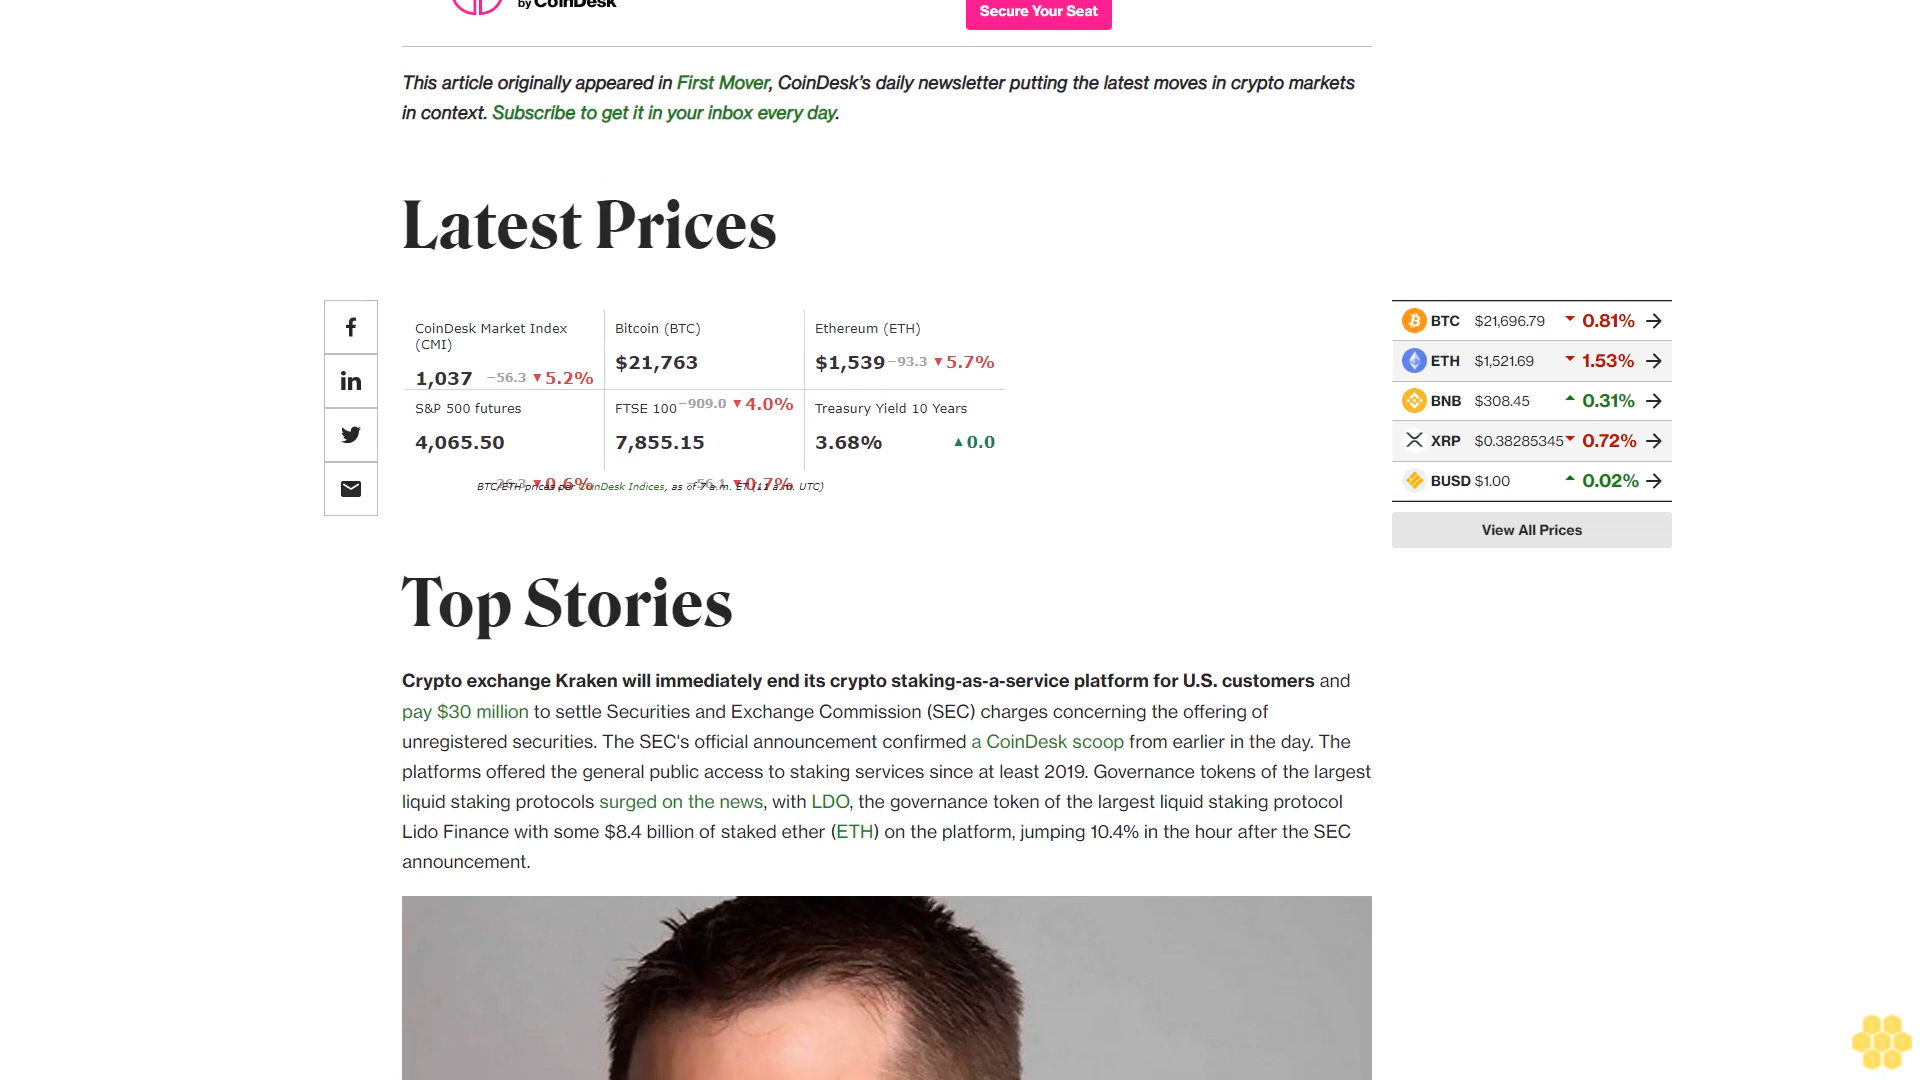 by CoinDesk
Secure Your Seat
This article originally appeared in First Mover, CoinDesk's daily newsletter putting the latest moves in crypto markets
in context. Subscribe to get it in your inbox every day.
Latest Prices
CoinDesk Market Index
(CMI)
1,037 −56.3 ▼5.2%
Bitcoin (BTC)
$21,763
−909.0 ▼4.0%
Ethereum (ETH)
$1,539 −93.3 ▼5.7%
S&P 500 futures
4,065.50
−26.3 ▼0.6%
FTSE 100
7,855.15
−56.1 ▼0.7%
Treasury Yield 10 Years
3.68% ▲0.0
BTC/ETH prices per CoinDesk Indices, as of 7 a.m. ET (11 a.m. UTC)
BTC $21,696.79 0.81%
ETH $1,521.69 1.53%
BNB $308.45 0.31%
XRP $0.38285345 0.72%
BUSD $1.00 0.02%
View All Prices
Top Stories
Crypto exchange Kraken will immediately end its crypto staking-as-a-service platform for U.S. customers and
pay $30 million to settle Securities and Exchange Commission (SEC) charges concerning the offering of
unregistered securities. The SEC's official announcement confirmed a CoinDesk scoop from earlier in the day. The
platforms offered the general public access to staking services since at least 2019. Governance tokens of the largest
liquid staking protocols surged on the news, with LDO, the governance token of the largest liquid staking protocol
Lido Finance with some $8.4 billion of staked ether (ETH) on the platform, jumping 10.4% in the hour after the SEC
announcement.